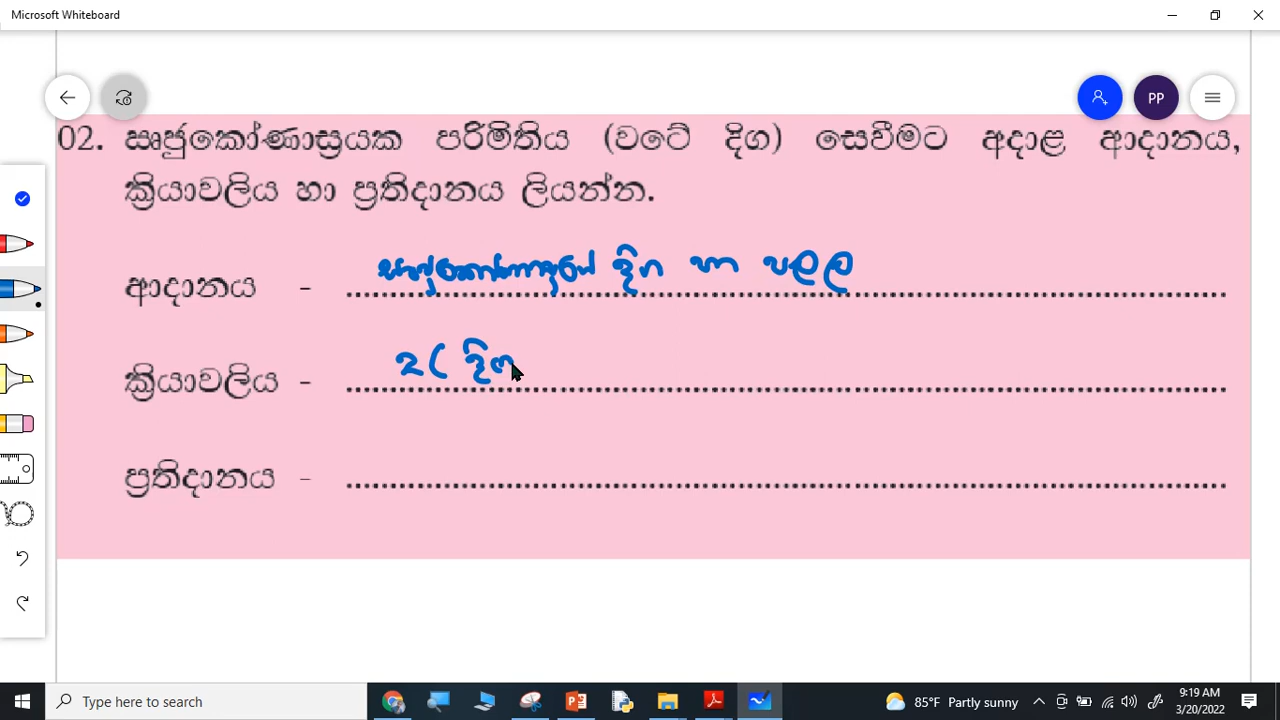 Microsoft Whiteboard
PP
02. සෘජුකෝණාස්‍රයක පරිමිතිය (වටේ දිග) සෙවීමට අදාළ ආදානය,
ක්‍රියාවලිය හා ප්‍රතිදානය ලියන්න.
ආදානය - සෘජුකෝණාස්‍රයේ දිග හා පළල
ක්‍රියාවලිය - 2( දිග
ප්‍රතිදානය -
Type here to search
85°F Partly sunny
9:19 AM
3/20/2022